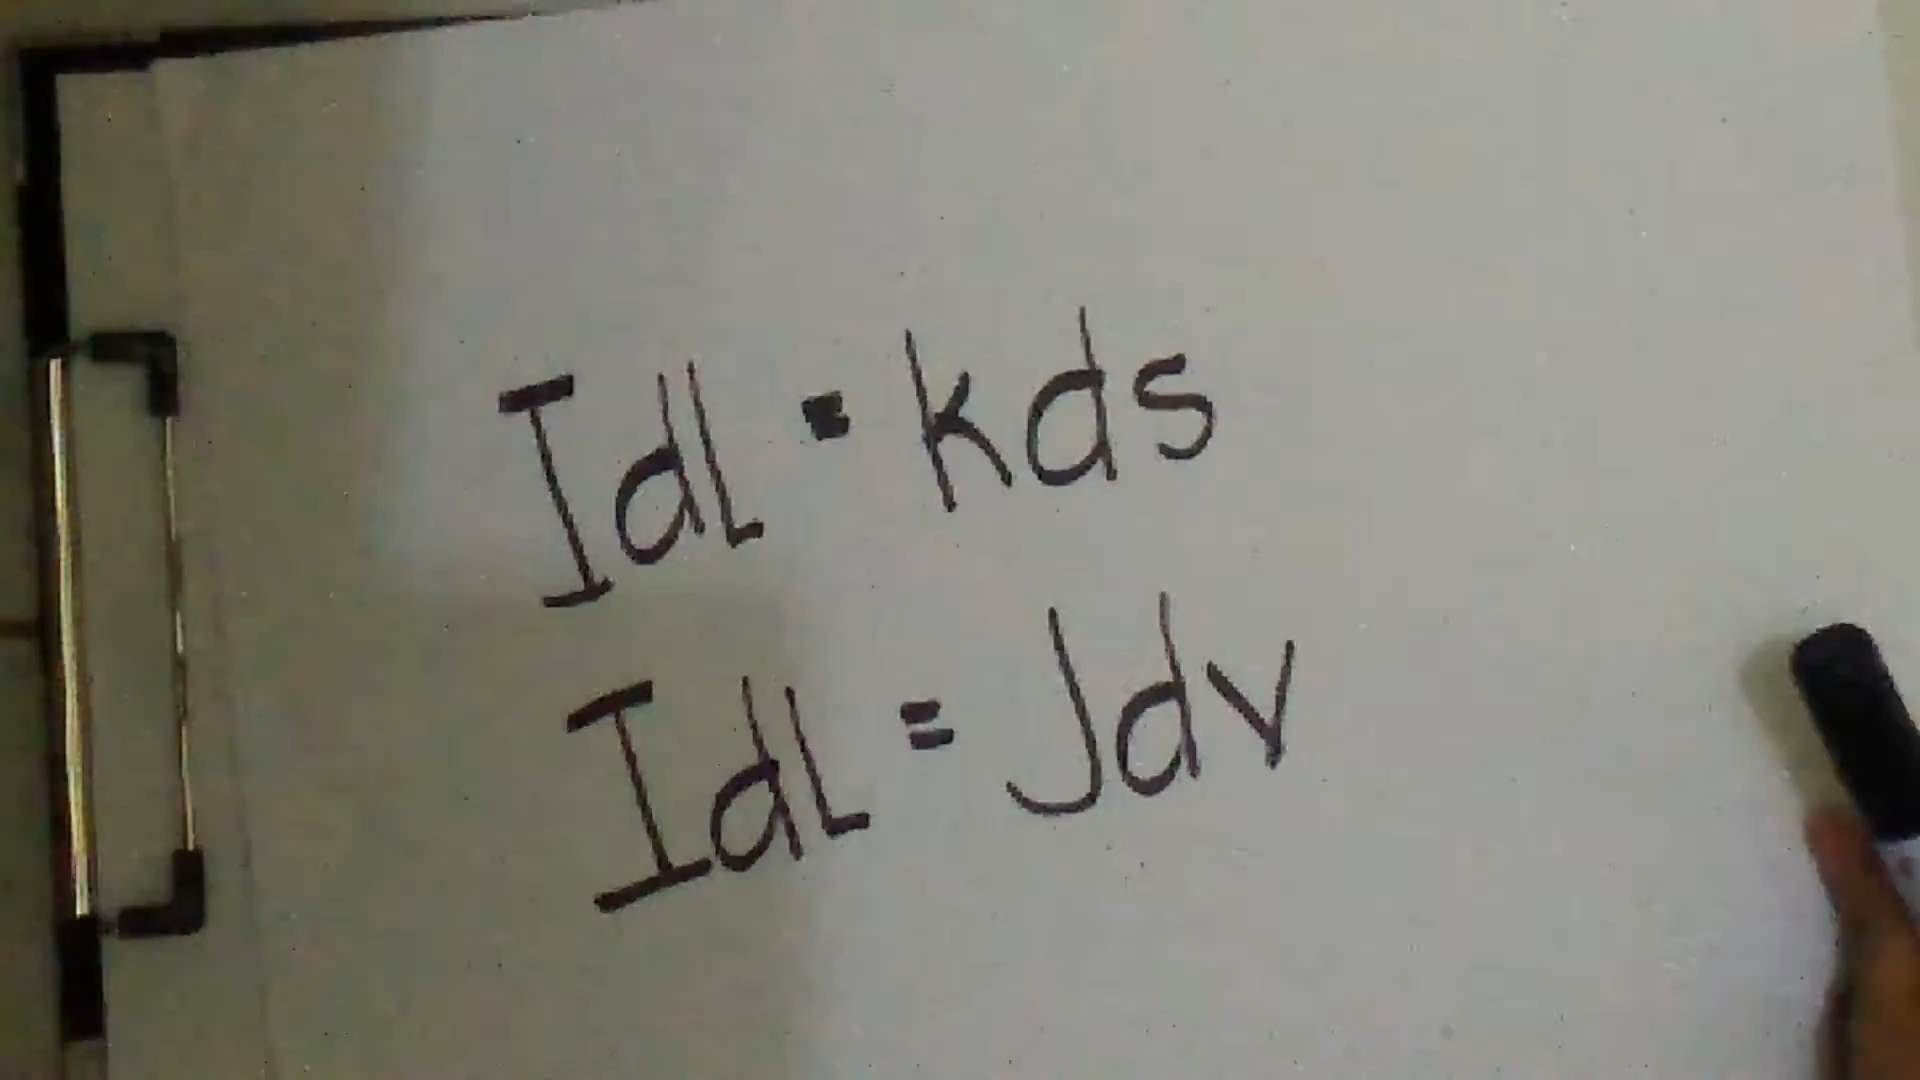 IdL = kds
IdL = Jdv